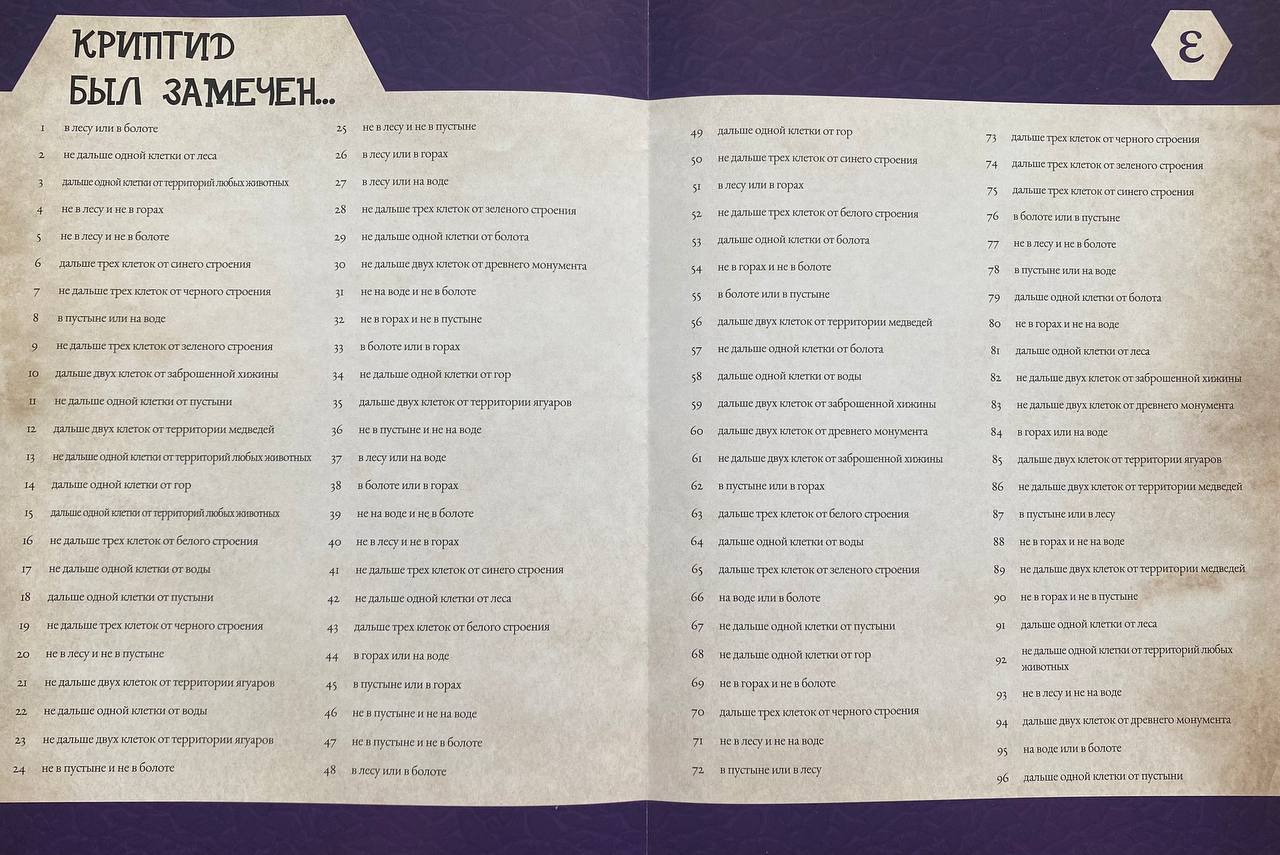 КРИПТИД
БЫЛ ЗАМЕЧЕН...
ε
1 в лесу или в болоте
2 не дальше одной клетки от леса
3 дальше одной клетки от территорий любых животных
4 не в лесу и не в горах
5 не в лесу и не в болоте
6 дальше трех клеток от синего строения
7 не дальше трех клеток от черного строения
8 в пустыне или на воде
9 не дальше трех клеток от зеленого строения
10 дальше двух клеток от заброшенной хижины
11 не дальше одной клетки от пустыни
12 дальше двух клеток от территории медведей
13 не дальше одной клетки от территорий любых животных
14 дальше одной клетки от гор
15 дальше одной клетки от территорий любых животных
16 не дальше трех клеток от белого строения
17 не дальше одной клетки от воды
18 дальше одной клетки от пустыни
19 не дальше трех клеток от черного строения
20 не в лесу и не в пустыне
21 не дальше двух клеток от территории ягуаров
22 не дальше одной клетки от воды
23 не дальше двух клеток от территории ягуаров
24 не в пустыне и не в болоте
25 не в лесу и не в пустыне
26 в лесу или в горах
27 в лесу или на воде
28 не дальше трех клеток от зеленого строения
29 не дальше одной клетки от болота
30 не дальше двух клеток от древнего монумента
31 не на воде и не в болоте
32 не в горах и не в пустыне
33 в болоте или в горах
34 не дальше одной клетки от гор
35 дальше двух клеток от территории ягуаров
36 не в пустыне и не на воде
37 в лесу или на воде
38 в болоте или в горах
39 не на воде и не в болоте
40 не в лесу и не в горах
41 не дальше трех клеток от синего строения
42 не дальше одной клетки от леса
43 дальше трех клеток от белого строения
44 в горах или на воде
45 в пустыне или в горах
46 не в пустыне и не на воде
47 не в пустыне и не в болоте
48 в лесу или в болоте
49 дальше одной клетки от гор
50 не дальше трех клеток от синего строения
51 в лесу или в горах
52 не дальше трех клеток от белого строения
53 дальше одной клетки от болота
54 не в горах и не в болоте
55 в болоте или в пустыне
56 дальше двух клеток от территории медведей
57 не дальше одной клетки от болота
58 дальше одной клетки от воды
59 дальше двух клеток от заброшенной хижины
60 дальше двух клеток от древнего монумента
61 не дальше двух клеток от заброшенной хижины
62 в пустыне или в горах
63 дальше трех клеток от белого строения
64 дальше одной клетки от воды
65 дальше трех клеток от зеленого строения
66 на воде или в болоте
67 не дальше одной клетки от пустыни
68 не дальше одной клетки от гор
69 не в горах и не в болоте
70 дальше трех клеток от черного строения
71 не в лесу и не на воде
72 в пустыне или в лесу
73 дальше трех клеток от черного строения
74 дальше трех клеток от зеленого строения
75 дальше трех клеток от синего строения
76 в болоте или в пустыне
77 не в лесу и не в болоте
78 в пустыне или на воде
79 дальше одной клетки от болота
80 не в горах и не на воде
81 дальше одной клетки от леса
82 не дальше двух клеток от заброшенной хижины
83 не дальше двух клеток от древнего монумента
84 в горах или на воде
85 дальше двух клеток от территории ягуаров
86 не дальше двух клеток от территории медведей
87 в пустыне или в лесу
88 не в горах и не на воде
89 не дальше двух клеток от территории медведей
90 не в горах и не в пустыне
91 дальше одной клетки от леса
92 не дальше одной клетки от территорий любых
животных
93 не в лесу и не на воде
94 дальше двух клеток от древнего монумента
95 на воде или в болоте
96 дальше одной клетки от пустыни